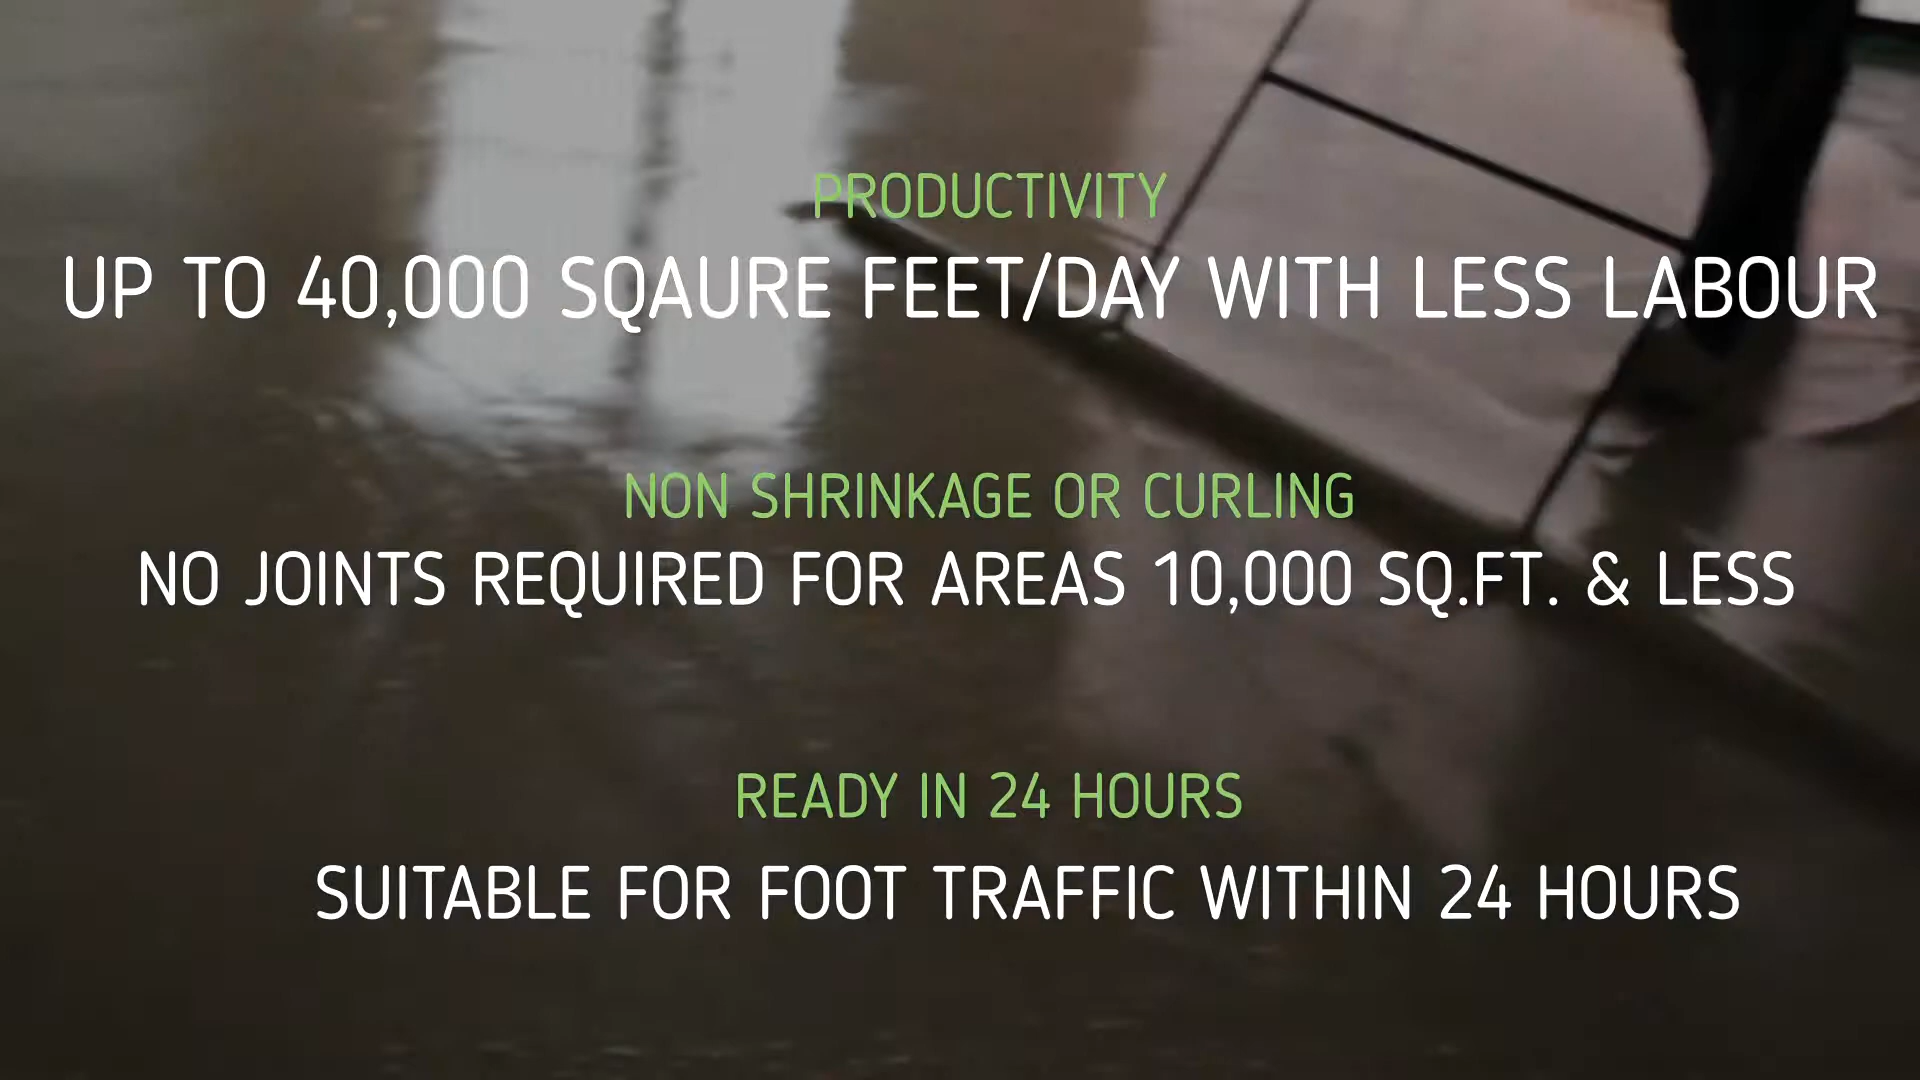 PRODUCTIVITY
UP TO 40,000 SQAURE FEET/DAY WITH LESS LABOUR
NON SHRINKAGE OR CURLING
NO JOINTS REQUIRED FOR AREAS 10,000 SQ.FT. & LESS
READY IN 24 HOURS
SUITABLE FOR FOOT TRAFFIC WITHIN 24 HOURS